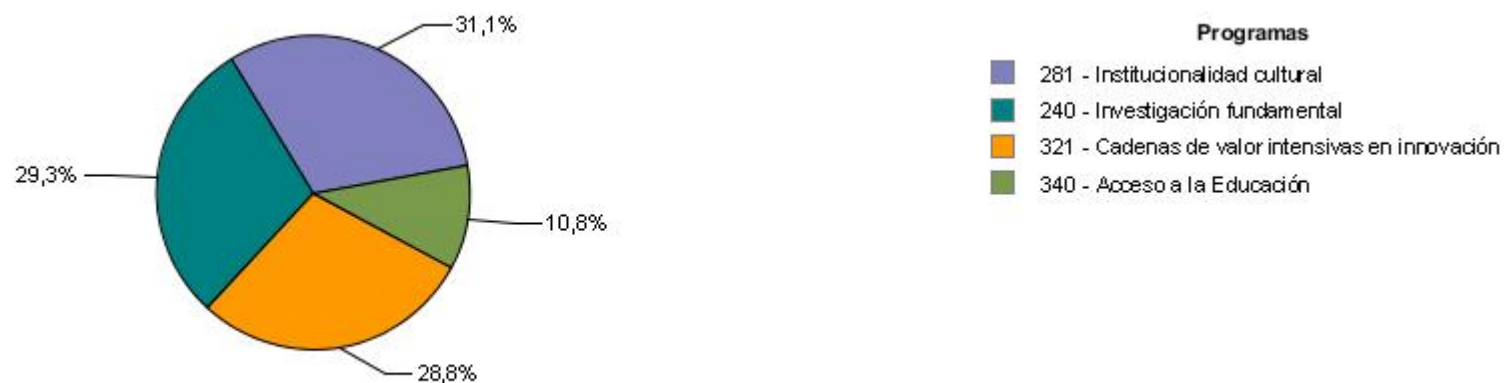 31,1%
29,3%
10,8%
28,8%
Programas
281 - Institucionalidad cultural
240 - Investigación fundamental
321 - Cadenas de valor intensivas en innovación
340 - Acceso a la Educación